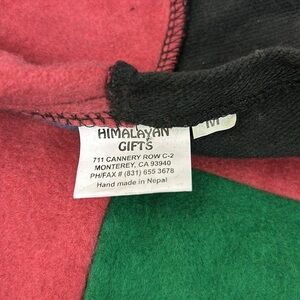 HIMALAYAN
GIFTS
711 CANNERY ROW C-2
MONTEREY, CA 93940
PH/FAX # (831) 655 3678
Hand made in Nepal
M